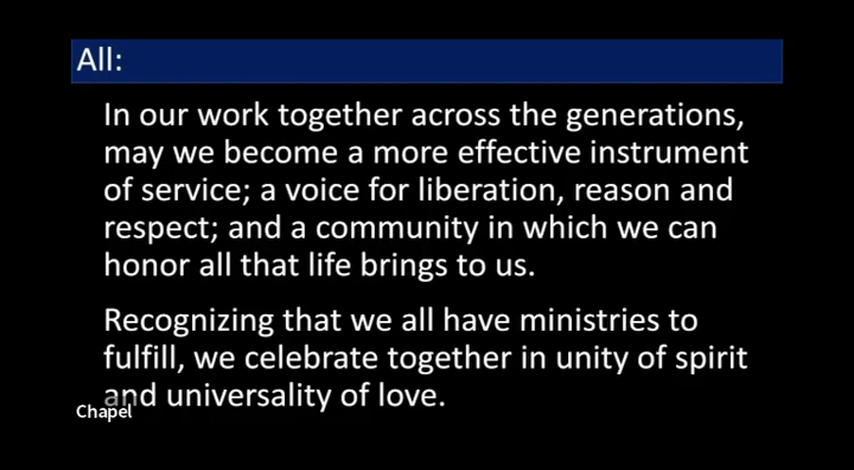 All:
In our work together across the generations,
may we become a more effective instrument
of service; a voice for liberation, reason and
respect; and a community in which we can
honor all that life brings to us.
Recognizing that we all have ministries to
fulfill, we celebrate together in unity of spirit
and universality of love.
Chapel